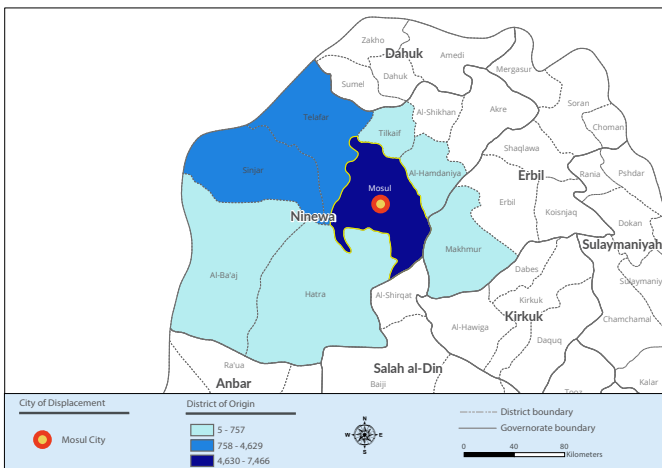 Zakho
Dahuk
Amedi
Mergasur
Sumel
Dahuk
Telafar
Al-Shikhan
Akre
Soran
Tilkaif
Choman
Shaqlawa
Sinjar
Al-Hamdaniya
Erbil
Rania
Pshdar
Mosul
Ninewa
Erbil
Koisnjaq
Dokan
Makhmur
Sulaymaniyah
Al-Ba'aj
Dabes
Hatra
Al-Shirqat
Kirkuk
Sulaymaniy
Kirkuk
Chamchamal
Al-Hawiga
Daquq
Ra'ua
Salah al-Din
Anbar
Baiji
Kalar
City of Displacement
Mosul City
District of Origin
5 - 757
758 - 4,629
4,630 - 7,466
N
W
E
S
District boundary
Governorate boundary
0
40
80
Kilometers